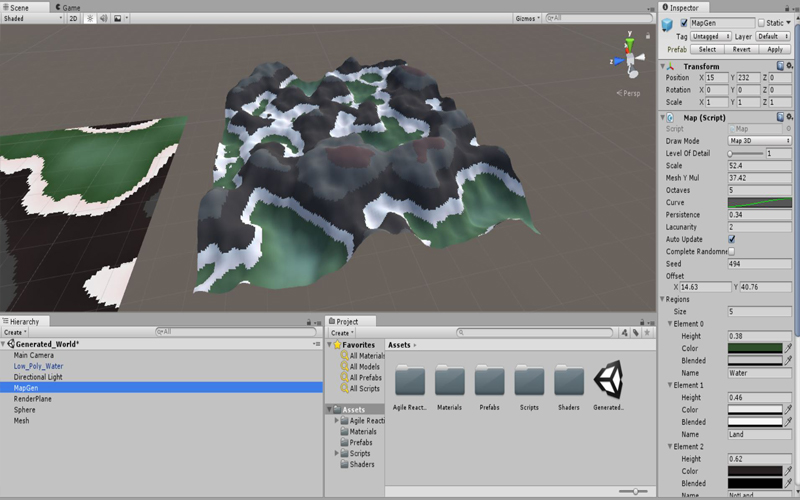 Scene Game
Shaded 2D Gizmos All
y
z
Persp
Inspector
MapGen Static
Tag Untagged Layer Default
Prefab Select Revert Apply
Transform
Position X 15 Y 232 Z 0
Rotation X 0 Y 0 Z 0
Scale X 1 Y 1 Z 1
Map (Script)
Script Map
Draw Mode Map 3D
Level Of Detail 1
Scale 52.4
Mesh Y Mul 37.42
Octaves 5
Curve
Persistence 0.34
Lacunarity 2
Auto Update
Complete Randomne
Seed 494
Offset
X 14.63 Y 40.76
Regions
Size 5
Element 0
Height 0.38
Color
Blended
Name Water
Element 1
Height 0.46
Color
Blended
Name Land
Element 2
Height 0.62
Color
Blended
Name NotLand
Hierarchy
Create All
Generated_World*
Main Camera
Low_Poly_Water
Directional Light
MapGen
RenderPlane
Sphere
Mesh
Project
Create
Favorites
All Materials
All Models
All Prefabs
All Scripts
Assets
Agile Reacti
Materials
Prefabs
Scripts
Shaders
Assets
Agile React... Materials Prefabs Scripts Shaders Generated...